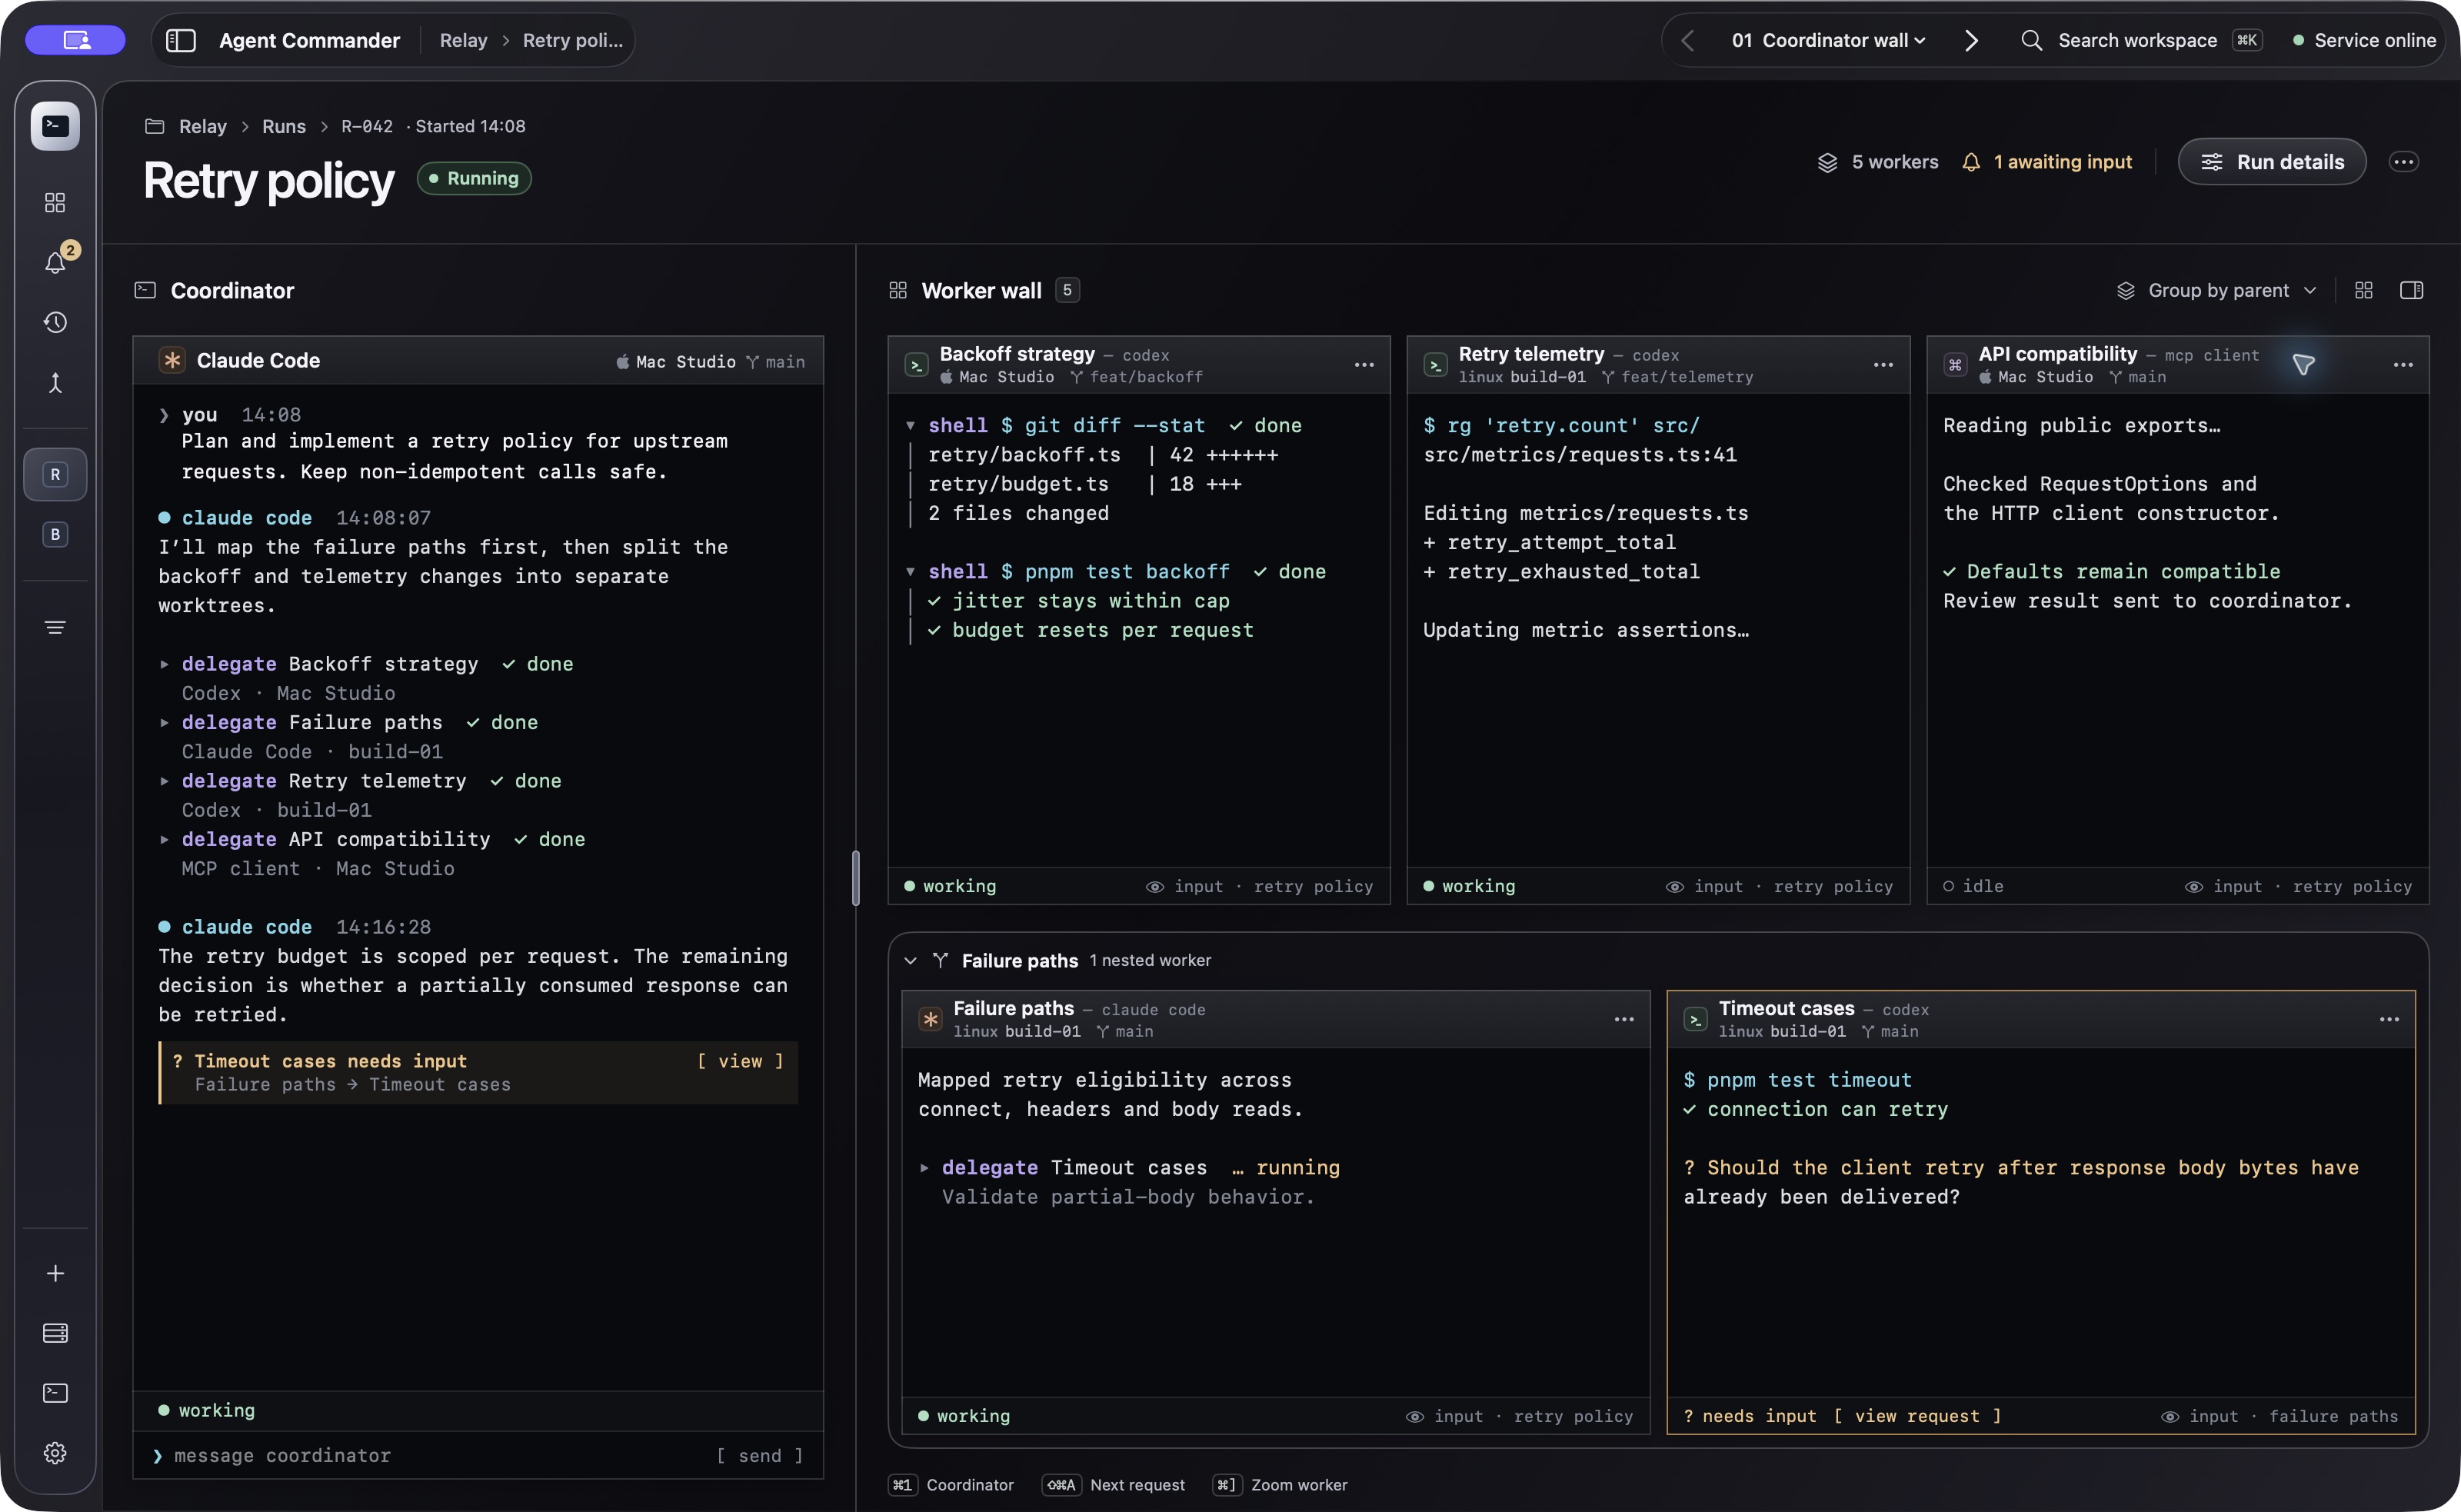 Agent Commander
Relay > Retry poli...
01 Coordinator wall
Search workspace ⌘K
Service online
Relay > Runs > R-042 · Started 14:08
Retry policy
Running
5 workers
1 awaiting input
Run details
2
R
B
Coordinator
Claude Code
Mac Studio main
❯ you 14:08
Plan and implement a retry policy for upstream
requests. Keep non-idempotent calls safe.
claude code 14:08:07
I’ll map the failure paths first, then split the
backoff and telemetry changes into separate
worktrees.
▸ delegate Backoff strategy ✓ done
Codex · Mac Studio
▸ delegate Failure paths ✓ done
Claude Code · build-01
▸ delegate Retry telemetry ✓ done
Codex · build-01
▸ delegate API compatibility ✓ done
MCP client · Mac Studio
claude code 14:16:28
The retry budget is scoped per request. The remaining
decision is whether a partially consumed response can
be retried.
? Timeout cases needs input [ view ]
Failure paths → Timeout cases
working
❯ message coordinator [ send ]
Worker wall 5
Group by parent
Backoff strategy — codex
Mac Studio feat/backoff
▾ shell $ git diff --stat ✓ done
retry/backoff.ts | 42 ++++++
retry/budget.ts | 18 +++
2 files changed
▾ shell $ pnpm test backoff ✓ done
✓ jitter stays within cap
✓ budget resets per request
working
input · retry policy
Retry telemetry — codex
linux build-01 feat/telemetry
$ rg 'retry.count' src/
src/metrics/requests.ts:41
Editing metrics/requests.ts
+ retry_attempt_total
+ retry_exhausted_total
Updating metric assertions…
working
input · retry policy
API compatibility — mcp client
Mac Studio main
Reading public exports…
Checked RequestOptions and
the HTTP client constructor.
✓ Defaults remain compatible
Review result sent to coordinator.
idle
input · retry policy
Failure paths 1 nested worker
Failure paths — claude code
linux build-01 main
Mapped retry eligibility across
connect, headers and body reads.
▸ delegate Timeout cases … running
Validate partial-body behavior.
working
input · retry policy
Timeout cases — codex
linux build-01 main
$ pnpm test timeout
✓ connection can retry
? Should the client retry after response body bytes have
already been delivered?
? needs input [ view request ]
input · failure paths
⌘1 Coordinator
⇧⌘A Next request
⌘] Zoom worker